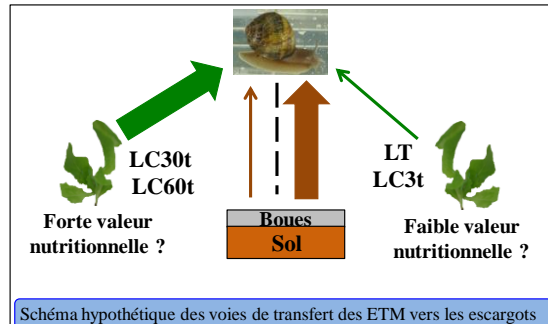 LC30t
LC60t
Forte valeur
nutritionnelle ?
Boues
Sol
LT
LC3t
Faible valeur
nutritionnelle ?
Schéma hypothétique des voies de transfert des ETM vers les escargots